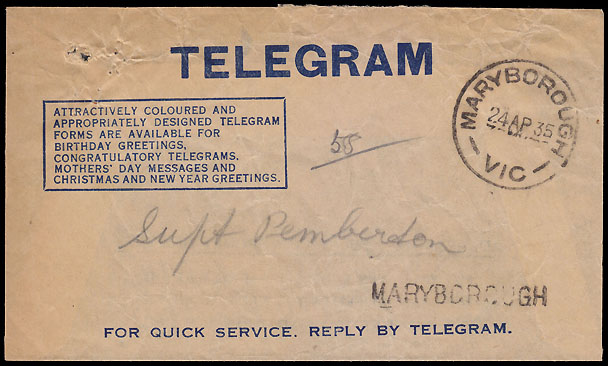 TELEGRAM
ATTRACTIVELY COLOURED AND
APPROPRIATELY DESIGNED TELEGRAM
FORMS ARE AVAILABLE FOR
BIRTHDAY GREETINGS,
CONGRATULATORY TELEGRAMS,
MOTHERS' DAY MESSAGES AND
CHRISTMAS AND NEW YEAR GREETINGS.
MARYBOROUGH
24 AP 35
VIC
Supt Pemberton
MARYBOROUGH
FOR QUICK SERVICE. REPLY BY TELEGRAM.